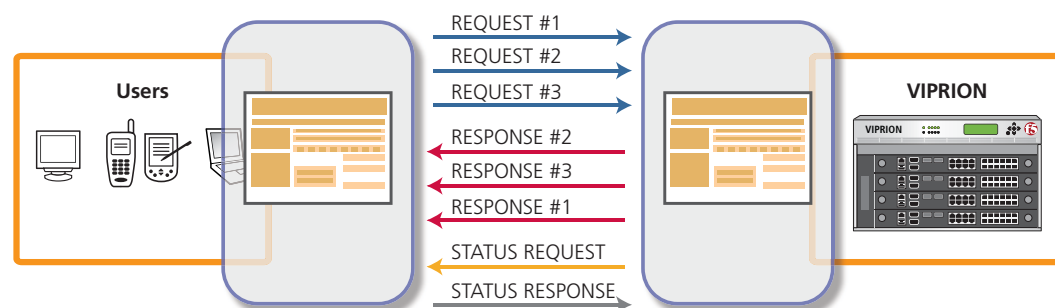 REQUEST #1
REQUEST #2
REQUEST #3
Users
VIPRION
VIPRION
f5
RESPONSE #2
RESPONSE #3
RESPONSE #1
STATUS REQUEST
STATUS RESPONSE